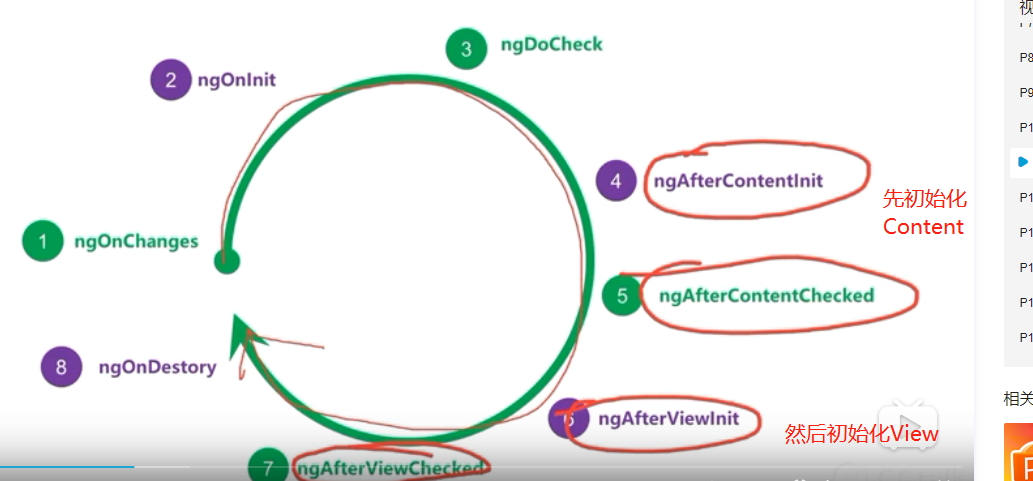 3 ngDoCheck
2 ngOnInit
4 ngAfterContentInit
先初始化
Content
1 ngOnChanges
5 ngAfterContentChecked
8 ngOnDestory
6 ngAfterViewInit
然后初始化View
7 ngAfterViewChecked
P8
P9
P1
P1
P1
P1
P1
P1
相关